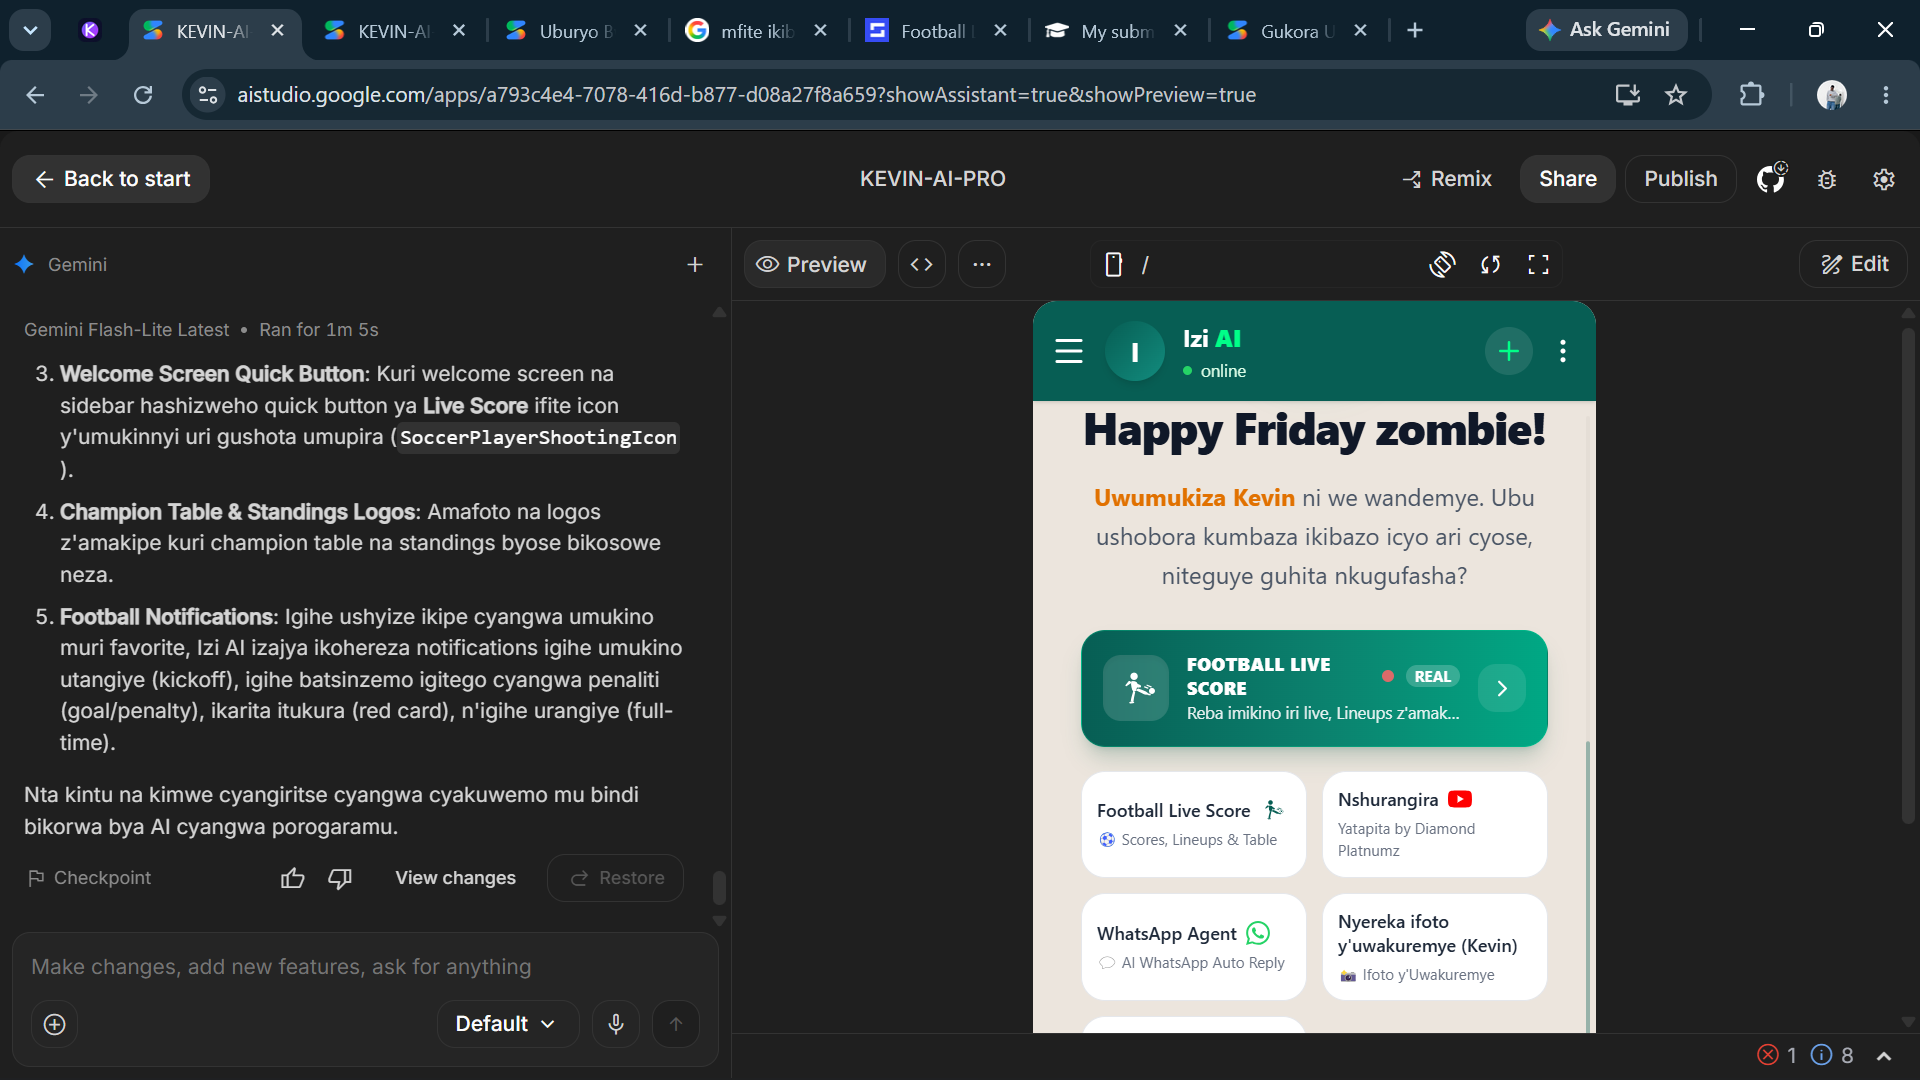 KEVIN-AI
KEVIN-AI
Uburyo B
mfite ikib
Football
My subm
Gukora U
Ask Gemini
aistudio.google.com/apps/a793c4e4-7078-416d-b877-d08a27f8a659?showAssistant=true&showPreview=true
Back to start
KEVIN-AI-PRO
Remix
Share
Publish
Gemini
Gemini Flash-Lite Latest • Ran for 1m 5s
3. Welcome Screen Quick Button: Kuri welcome screen na
sidebar hashizweho quick button ya Live Score ifite icon
y'umukinnyi uri gushota umupira (SoccerPlayerShootingIcon
).
4. Champion Table & Standings Logos: Amafoto na logos
z'amakipe kuri champion table na standings byose bikosowe
neza.
5. Football Notifications: Igihe ushyize ikipe cyangwa umukino
muri favorite, Izi AI izajya ikohereza notifications igihe umukino
utangiye (kickoff), igihe batsinzemo igitego cyangwa penaliti
(goal/penalty), ikarita itukura (red card), n'igihe urangiye (full-
time).
Nta kintu na kimwe cyangiritse cyangwa cyakuwemo mu bindi
bikorwa bya AI cyangwa porogaramu.
Checkpoint
View changes
Restore
Make changes, add new features, ask for anything
Default
Preview
/
Edit
I
Izi AI
online
Happy Friday zombie!
Uwumukiza Kevin ni we wandemye. Ubu
ushobora kumbaza ikibazo icyo ari cyose,
niteguye guhita nkugufasha?
FOOTBALL LIVE
SCORE
REAL
Reba imikino iri live, Lineups z'amak...
Football Live Score
Scores, Lineups & Table
Nshurangira
Yatapita by Diamond
Platnumz
WhatsApp Agent
AI WhatsApp Auto Reply
Nyereka ifoto
y'uwakuremye (Kevin)
Ifoto y'Uwakuremye
1
8